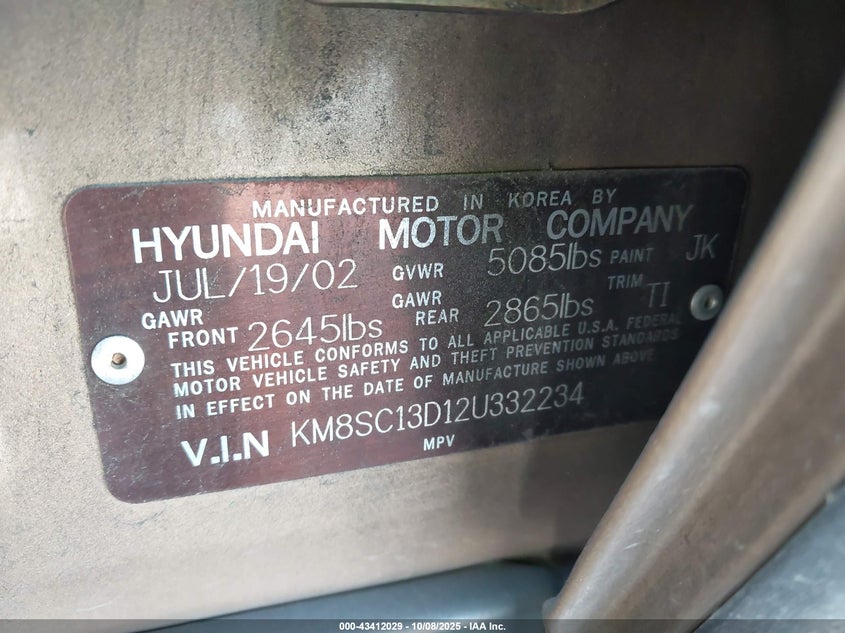 MANUFACTURED IN KOREA BY
HYUNDAI MOTOR COMPANY
JUL/19/02 GVWR 5085lbs PAINT JK
GAWR FRONT 2645lbs GAWR REAR 2865lbs TRIM TI
THIS VEHICLE CONFORMS TO ALL APPLICABLE U.S.A. FEDERAL
MOTOR VEHICLE SAFETY AND THEFT PREVENTION STANDARDS
IN EFFECT ON THE DATE OF MANUFACTURE SHOWN ABOVE.
V.I.N KM8SC13D12U332234
MPV
000-43412029 - 10/08/2025 - IAA Inc.